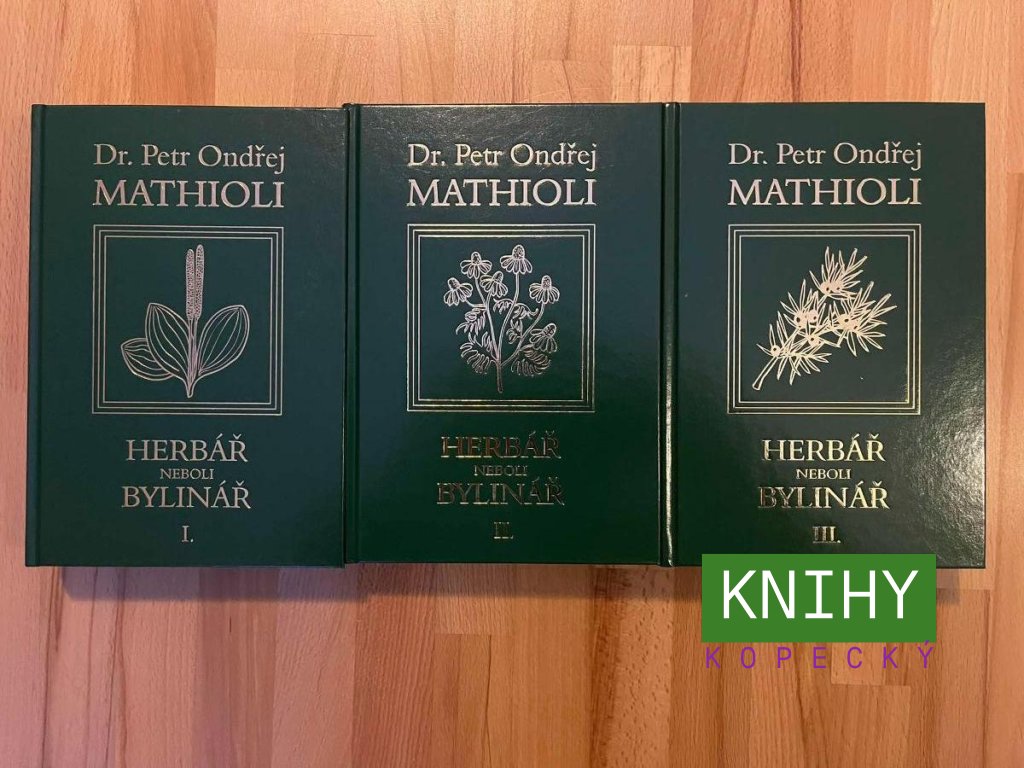 Dr. Petr Ondřej
MATHIOLI
HERBÁŘ
NEBOLI
BYLINÁŘ
I.
Dr. Petr Ondřej
MATHIOLI
HERBÁŘ
NEBOLI
BYLINÁŘ
II.
Dr. Petr Ondřej
MATHIOLI
HERBÁŘ
NEBOLI
BYLINÁŘ
III.
KNIHY
KOPECKÝ